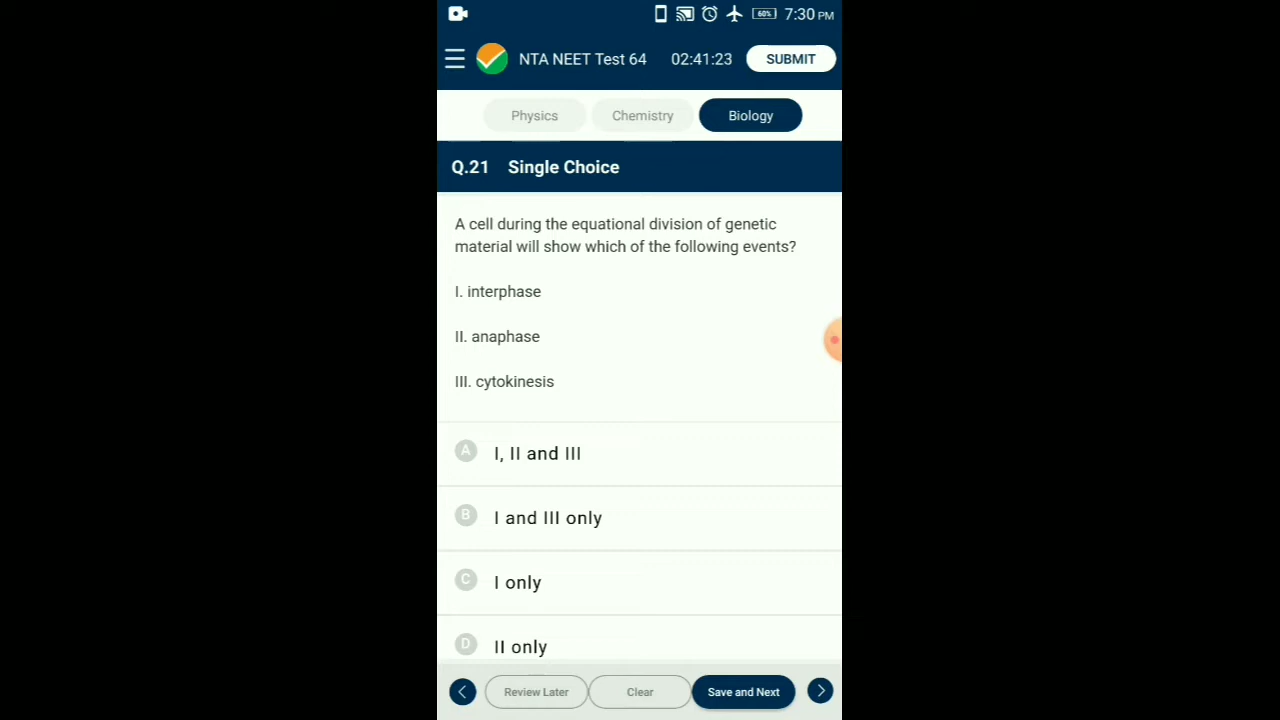 60% 7:30 PM
NTA NEET Test 64 02:41:23 SUBMIT
Physics Chemistry Biology
Q.21 Single Choice
A cell during the equational division of genetic
material will show which of the following events?
I. interphase
II. anaphase
III. cytokinesis
A I, II and III
B I and III only
C I only
D II only
Review Later Clear Save and Next